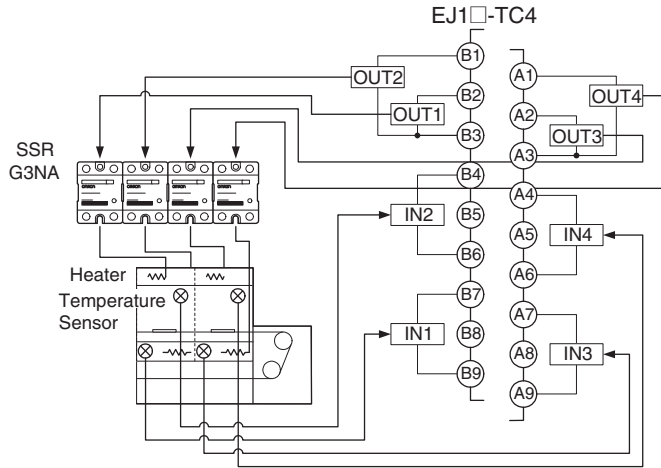 EJ1□-TC4
B1
OUT2
A1
B2
OUT4
OUT1
A2
B3
OUT3
SSR
G3NA
A3
B4
A4
IN2
B5
A5
IN4
B6
A6
Heater
Temperature
Sensor
B7
A7
IN1
B8
A8
IN3
B9
A9